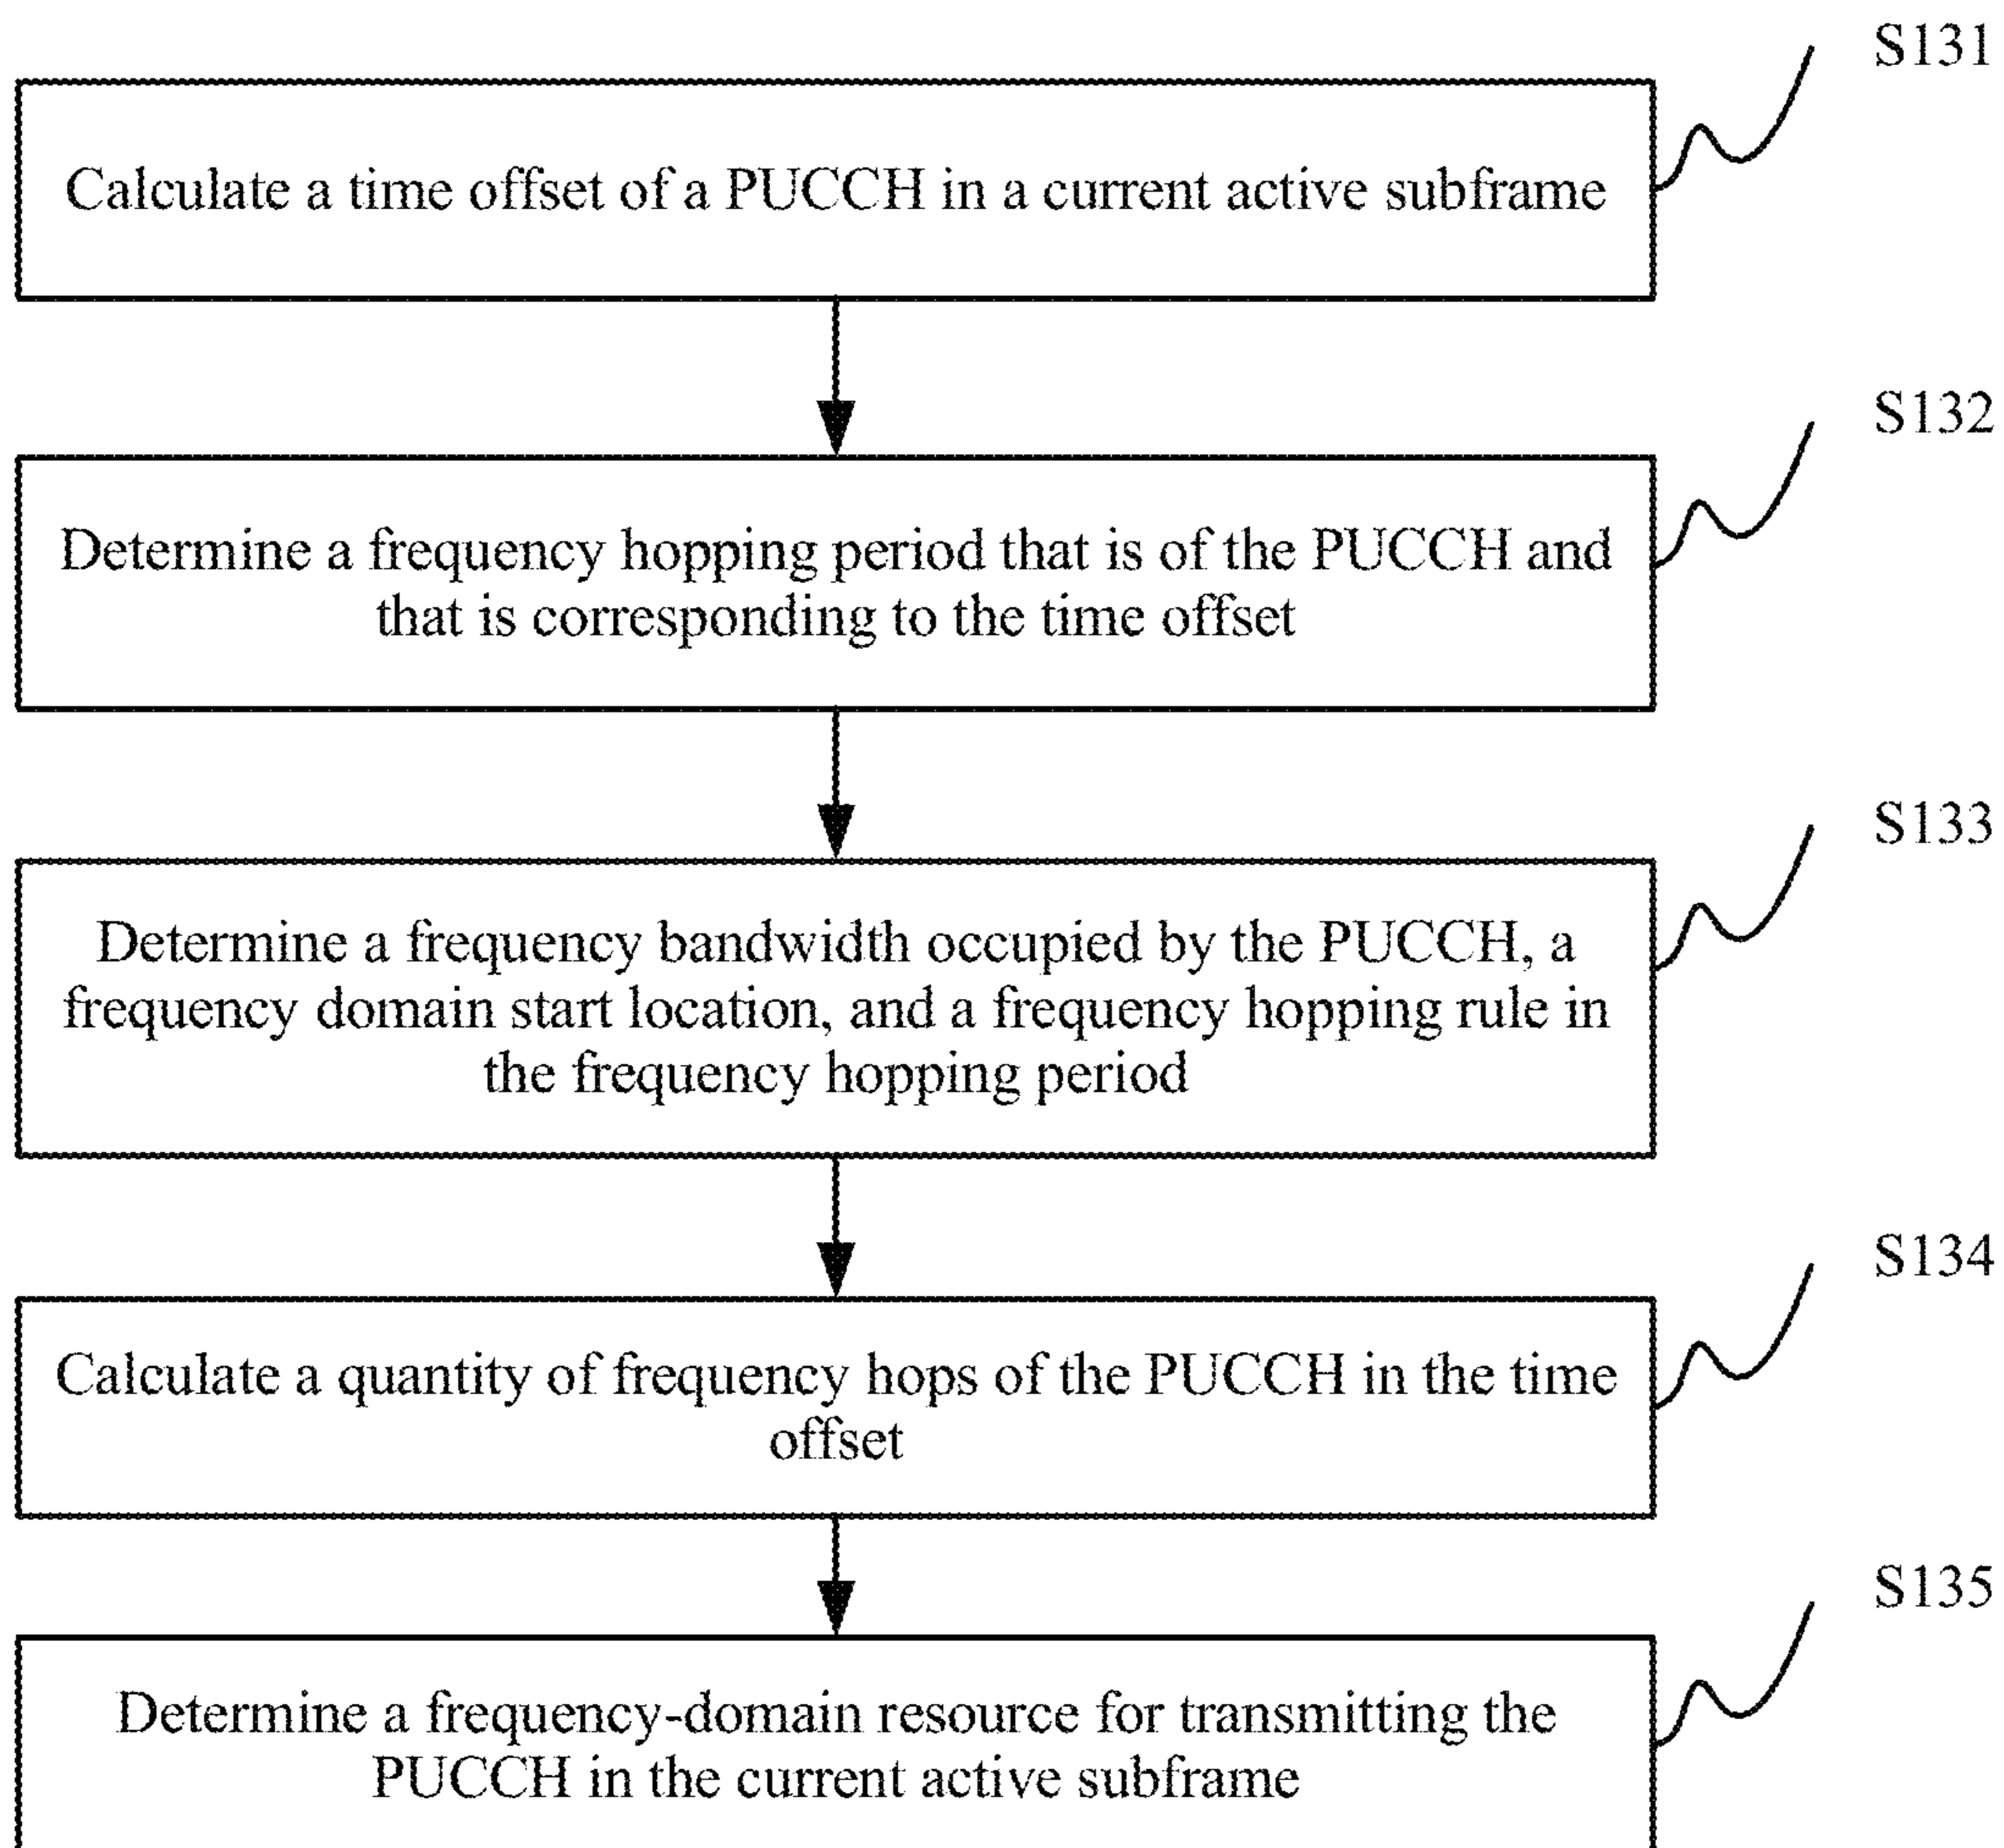 S131
Calculate a time offset of a PUCCH in a current active subframe
S132
Determine a frequency hopping period that is of the PUCCH and
that is corresponding to the time offset
S133
Determine a frequency bandwidth occupied by the PUCCH, a
frequency domain start location, and a frequency hopping rule in
the frequency hopping period
S134
Calculate a quantity of frequency hops of the PUCCH in the time
offset
S135
Determine a frequency-domain resource for transmitting the
PUCCH in the current active subframe